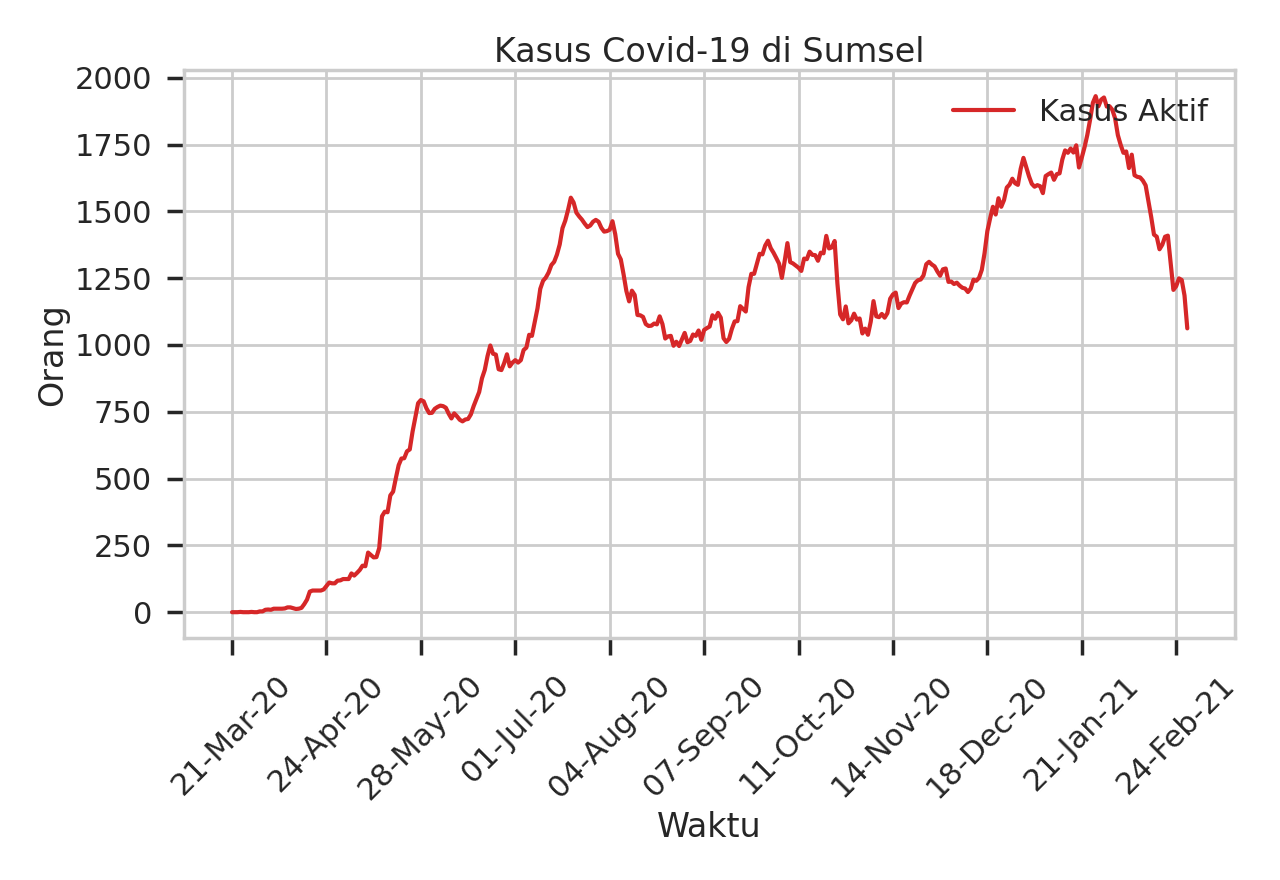 Kasus Covid-19 di Sumsel
2000
1750
1500
1250
1000
750
500
250
0
Orang
Kasus Aktif
21-Mar-20
24-Apr-20
28-May-20
01-Jul-20
04-Aug-20
07-Sep-20
11-Oct-20
14-Nov-20
18-Dec-20
21-Jan-21
24-Feb-21
Waktu